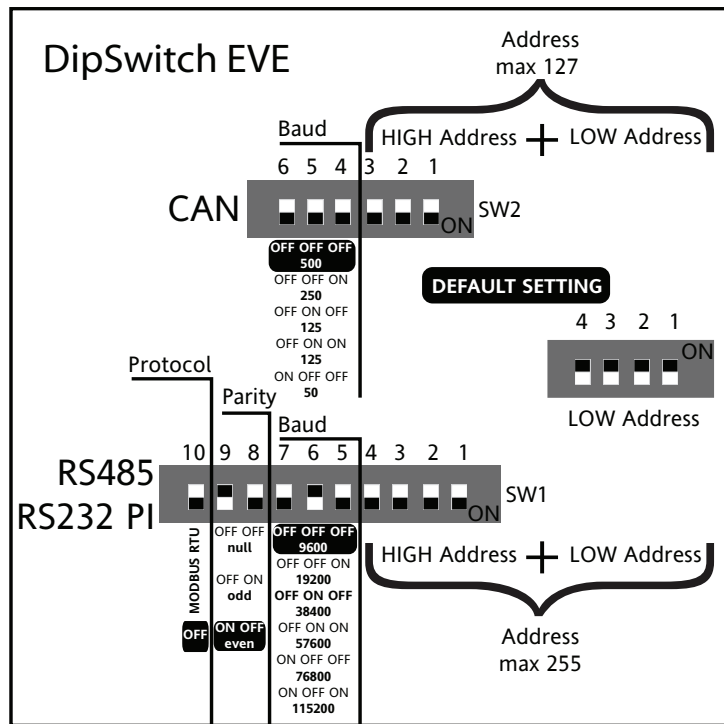 DipSwitch EVE
Address
max 127
HIGH Address + LOW Address
Baud
6 5 4 3 2 1
CAN
ON
SW2
OFF OFF OFF
500
OFF OFF ON
250
OFF ON OFF
125
OFF ON ON
125
ON OFF OFF
50
DEFAULT SETTING
4 3 2 1
ON
LOW Address
Protocol
Parity
Baud
10 9 8 7 6 5 4 3 2 1
RS485
RS232 PI
ON
SW1
MODBUS RTU
OFF
OFF OFF
null
OFF ON
odd
ON OFF
even
OFF OFF OFF
9600
OFF OFF ON
19200
OFF ON OFF
38400
OFF ON ON
57600
ON OFF OFF
76800
ON OFF ON
115200
HIGH Address + LOW Address
Address
max 255